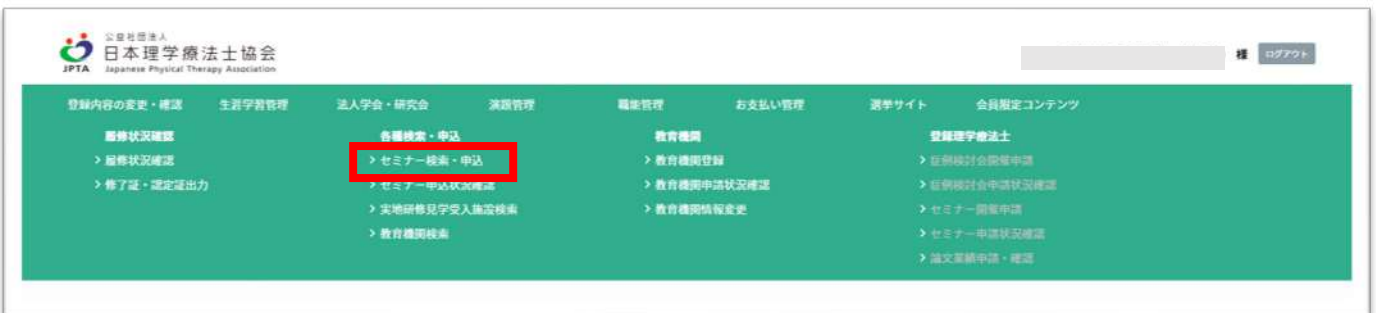 公益社団法人
日本理学療法士協会
JPTA Japanese Physical Therapy Association
様 ログアウト
登録内容の変更・確認 生涯学習管理 法人学会・研究会 演題管理 職能管理 お支払い管理 選挙サイト 会員限定コンテンツ
履修状況確認 各種検索・申込 教育機関 登録理学療法士
> 履修状況確認 > セミナー検索・申込 > 教育機関登録 > 症例検討会開催申請
> 修了証・認定証出力 > セミナー申込状況確認 > 教育機関申請状況確認 > 症例検討会申請状況確認
> 実地研修見学受入施設検索 > 教育機関情報変更 > セミナー開催申請
> 教育機関検索 > セミナー申請状況確認
> 論文業績申請・確認